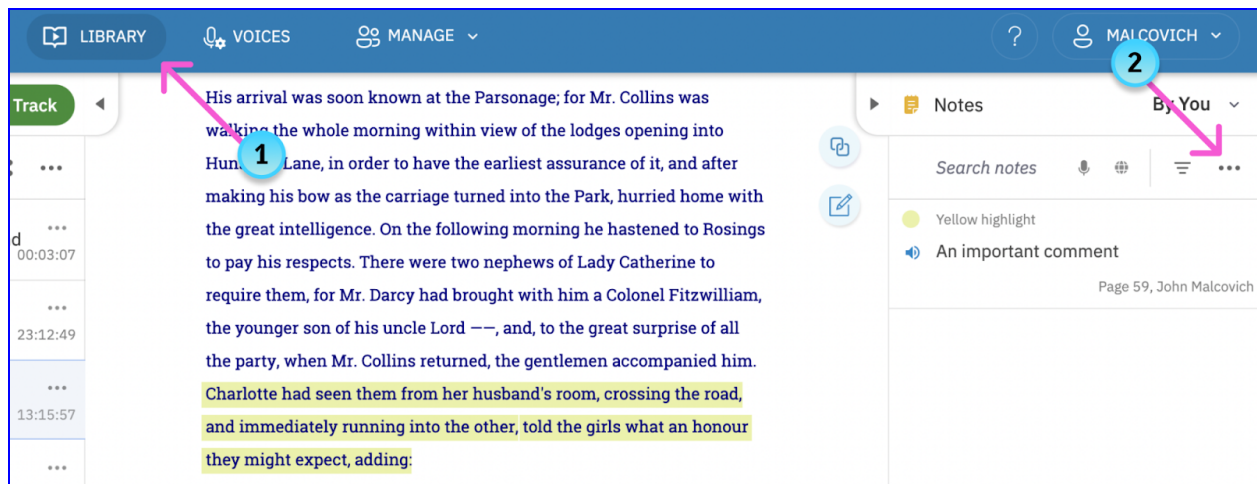 LIBRARY
VOICES
MANAGE
?
MALCOVICH
2
Track
Notes
By You
1
Search notes
His arrival was soon known at the Parsonage; for Mr. Collins was
walking the whole morning within view of the lodges opening into
Lane, in order to have the earliest assurance of it, and after
making his bow as the carriage turned into the Park, hurried home with
the great intelligence. On the following morning he hastened to Rosings
to pay his respects. There were two nephews of Lady Catherine to
require them, for Mr. Darcy had brought with him a Colonel Fitzwilliam,
the younger son of his uncle Lord ——, and, to the great surprise of all
the party, when Mr. Collins returned, the gentlemen accompanied him.
Charlotte had seen them from her husband's room, crossing the road,
and immediately running into the other, told the girls what an honour
they might expect, adding:
d
00:03:07
23:12:49
13:15:57
Yellow highlight
An important comment
Page 59, John Malcovich